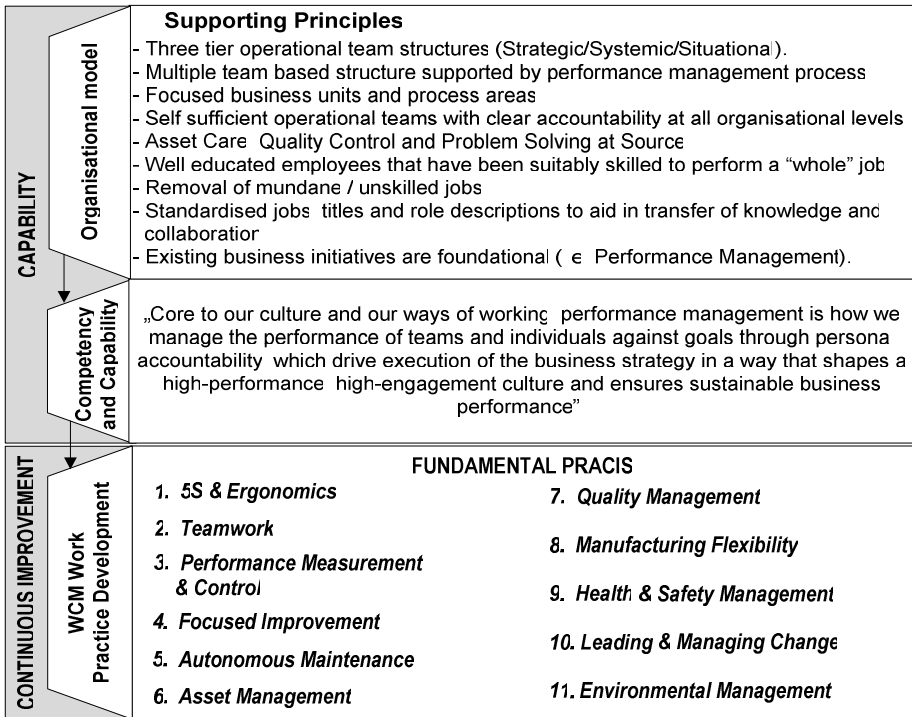 Supporting Principles
- Three tier operational team structures (Strategic/Systemic/Situational).
- Multiple team based structure supported by performance management process
- Focused business units and process areas
- Self sufficient operational teams with clear accountability at all organisational levels
- Asset Care Quality Control and Problem Solving at Source
- Well educated employees that have been suitably skilled to perform a “whole” job
- Removal of mundane / unskilled jobs
- Standardised jobs titles and role descriptions to aid in transfer of knowledge and
collaboration
- Existing business initiatives are foundational ( є Performance Management).
CAPABILITY
Organisational model
Competency
and Capability
„Core to our culture and our ways of working performance management is how we
manage the performance of teams and individuals against goals through persona
accountability which drive execution of the business strategy in a way that shapes a
high-performance high-engagement culture and ensures sustainable business
performance”
CONTINUOUS IMPROVEMENT
WCM Work
Practice Development
FUNDAMENTAL PRACIS
1. 5S & Ergonomics
2. Teamwork
3. Performance Measurement
& Control
4. Focused Improvement
5. Autonomous Maintenance
6. Asset Management
7. Quality Management
8. Manufacturing Flexibility
9. Health & Safety Management
10. Leading & Managing Change
11. Environmental Management